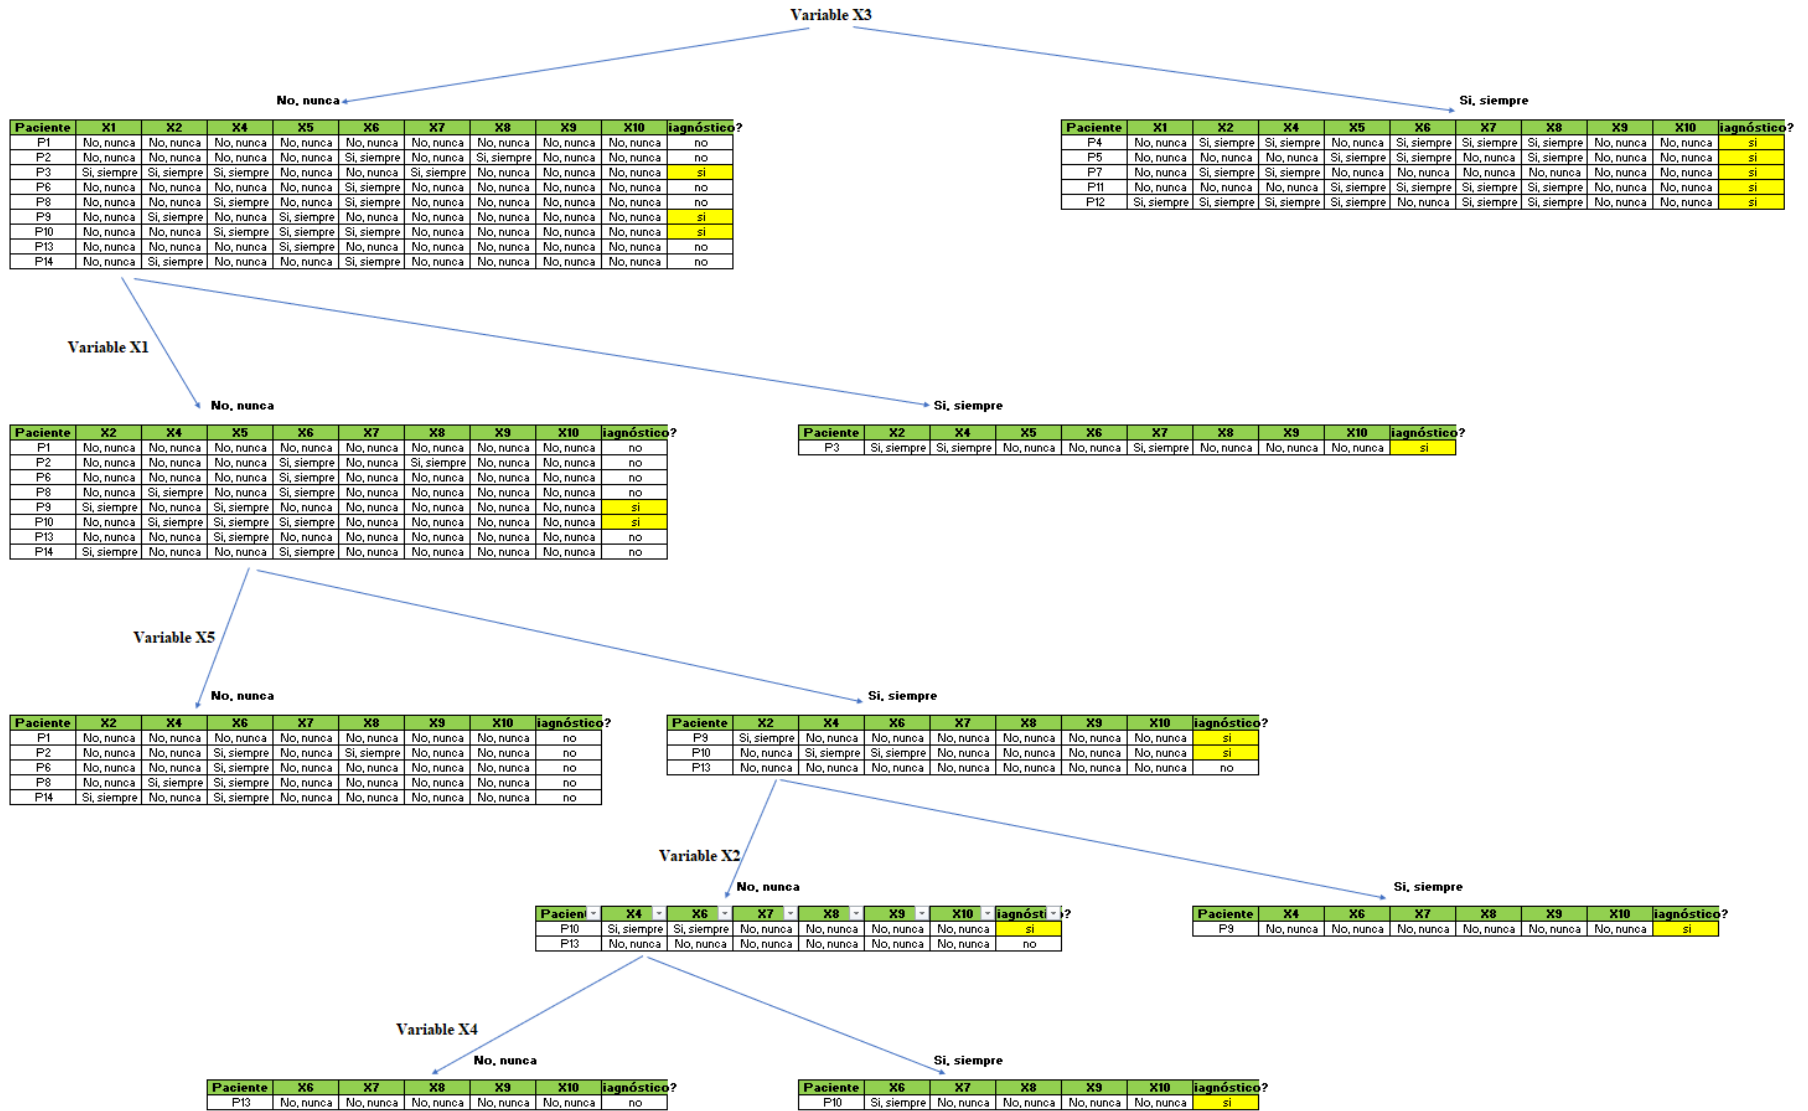 Variable X3
No, nunca
Si, siempre
Paciente X1 X2 X4 X5 X6 X7 X8 X9 X10 iagnóstico?
P1 No, nunca No, nunca No, nunca No, nunca No, nunca No, nunca No, nunca No, nunca No, nunca no
P2 No, nunca No, nunca No, nunca No, nunca Si, siempre No, nunca Si, siempre No, nunca No, nunca no
P3 Si, siempre Si, siempre Si, siempre No, nunca No, nunca Si, siempre No, nunca No, nunca No, nunca si
P6 No, nunca No, nunca No, nunca No, nunca Si, siempre No, nunca No, nunca No, nunca No, nunca no
P8 No, nunca No, nunca Si, siempre No, nunca Si, siempre No, nunca No, nunca No, nunca No, nunca no
P9 No, nunca Si, siempre No, nunca Si, siempre No, nunca No, nunca No, nunca No, nunca No, nunca si
P10 No, nunca No, nunca Si, siempre Si, siempre Si, siempre No, nunca No, nunca No, nunca No, nunca si
P13 No, nunca No, nunca No, nunca Si, siempre No, nunca No, nunca No, nunca No, nunca No, nunca no
P14 No, nunca Si, siempre No, nunca No, nunca Si, siempre No, nunca No, nunca No, nunca No, nunca no
Paciente X1 X2 X4 X5 X6 X7 X8 X9 X10 iagnóstico?
P4 No, nunca Si, siempre Si, siempre No, nunca Si, siempre Si, siempre Si, siempre No, nunca No, nunca si
P5 No, nunca No, nunca No, nunca Si, siempre Si, siempre No, nunca Si, siempre No, nunca No, nunca si
P7 No, nunca Si, siempre Si, siempre No, nunca No, nunca No, nunca No, nunca No, nunca No, nunca si
P11 No, nunca No, nunca No, nunca Si, siempre Si, siempre Si, siempre Si, siempre No, nunca No, nunca si
P12 Si, siempre Si, siempre Si, siempre Si, siempre No, nunca Si, siempre Si, siempre No, nunca No, nunca si
Variable X1
No, nunca
Si, siempre
Paciente X2 X4 X5 X6 X7 X8 X9 X10 iagnóstico?
P1 No, nunca No, nunca No, nunca No, nunca No, nunca No, nunca No, nunca No, nunca no
P2 No, nunca No, nunca No, nunca Si, siempre No, nunca Si, siempre No, nunca No, nunca no
P6 No, nunca No, nunca No, nunca Si, siempre No, nunca No, nunca No, nunca No, nunca no
P8 No, nunca Si, siempre No, nunca Si, siempre No, nunca No, nunca No, nunca No, nunca no
P9 Si, siempre No, nunca Si, siempre No, nunca No, nunca No, nunca No, nunca No, nunca si
P10 No, nunca Si, siempre Si, siempre Si, siempre No, nunca No, nunca No, nunca No, nunca si
P13 No, nunca No, nunca Si, siempre No, nunca No, nunca No, nunca No, nunca No, nunca no
P14 Si, siempre No, nunca No, nunca Si, siempre No, nunca No, nunca No, nunca No, nunca no
Paciente X2 X4 X5 X6 X7 X8 X9 X10 iagnóstico?
P3 Si, siempre Si, siempre No, nunca No, nunca Si, siempre No, nunca No, nunca No, nunca si
Variable X5
No, nunca
Si, siempre
Paciente X2 X4 X6 X7 X8 X9 X10 iagnóstico?
P1 No, nunca No, nunca No, nunca No, nunca No, nunca No, nunca No, nunca no
P2 No, nunca No, nunca Si, siempre No, nunca Si, siempre No, nunca No, nunca no
P6 No, nunca No, nunca Si, siempre No, nunca No, nunca No, nunca No, nunca no
P8 No, nunca Si, siempre Si, siempre No, nunca No, nunca No, nunca No, nunca no
P14 Si, siempre No, nunca Si, siempre No, nunca No, nunca No, nunca No, nunca no
Paciente X2 X4 X6 X7 X8 X9 X10 iagnóstico?
P9 Si, siempre No, nunca No, nunca No, nunca No, nunca No, nunca No, nunca si
P10 No, nunca Si, siempre Si, siempre No, nunca No, nunca No, nunca No, nunca si
P13 No, nunca No, nunca No, nunca No, nunca No, nunca No, nunca No, nunca no
Variable X2
No, nunca
Si, siempre
Pacient X4 X6 X7 X8 X9 X10 iagnósti ?
P10 Si, siempre Si, siempre No, nunca No, nunca No, nunca No, nunca si
P13 No, nunca No, nunca No, nunca No, nunca No, nunca No, nunca no
Paciente X4 X6 X7 X8 X9 X10 iagnóstico?
P9 No, nunca No, nunca No, nunca No, nunca No, nunca No, nunca si
Variable X4
No, nunca
Si, siempre
Paciente X6 X7 X8 X9 X10 iagnóstico?
P13 No, nunca No, nunca No, nunca No, nunca No, nunca no
Paciente X6 X7 X8 X9 X10 iagnóstico?
P10 Si, siempre No, nunca No, nunca No, nunca No, nunca si